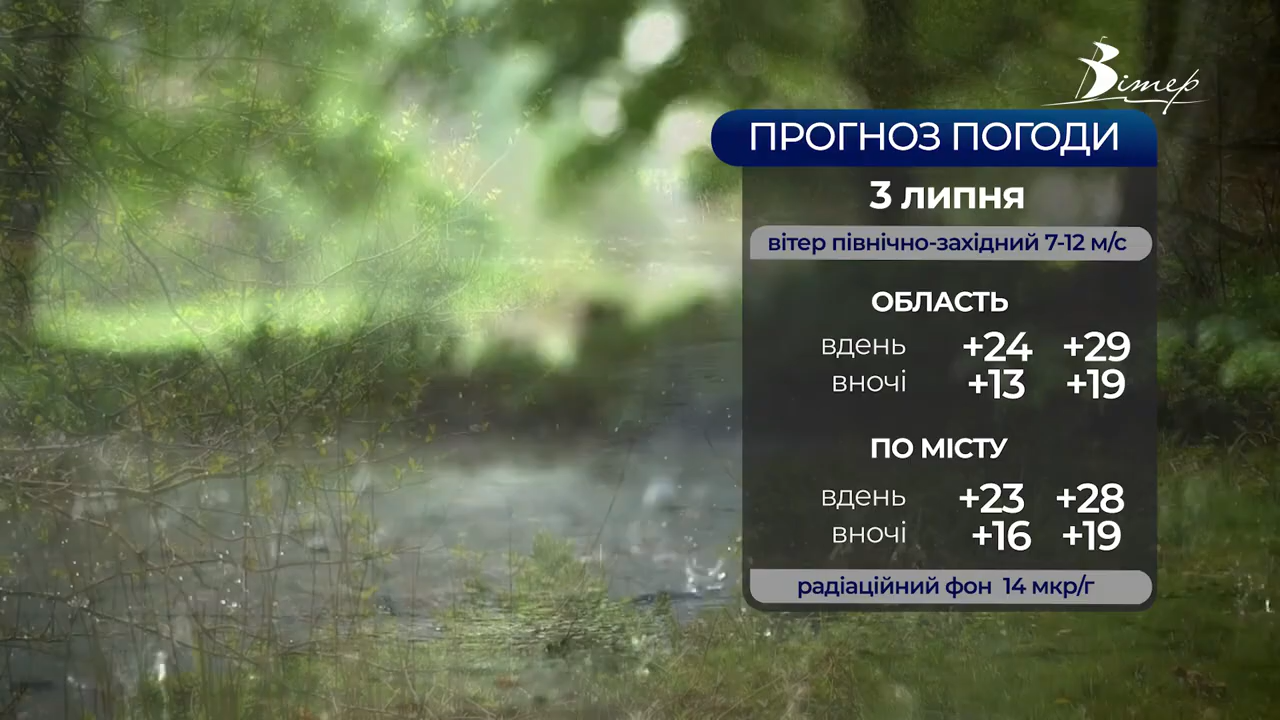 Вітер
ПРОГНОЗ ПОГОДИ
3 липня
вітер північно-західний 7-12 м/с
ОБЛАСТЬ
вдень +24 +29
вночі +13 +19
ПО МІСТУ
вдень +23 +28
вночі +16 +19
радіаційний фон 14 мкр/г